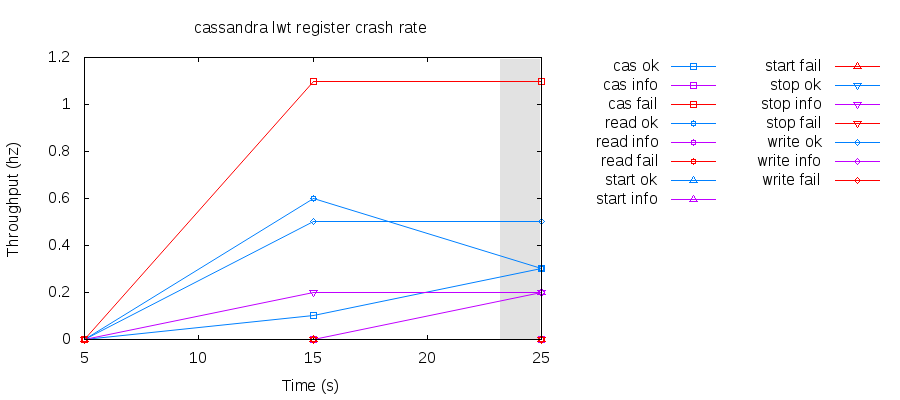 cassandra lwt register crash rate
Throughput (hz)
1.2
1
0.8
0.6
0.4
0.2
0
5
10
15
20
25
Time (s)
cas ok
cas info
cas fail
read ok
read info
read fail
start ok
start info
start fail
stop ok
stop info
stop fail
write ok
write info
write fail